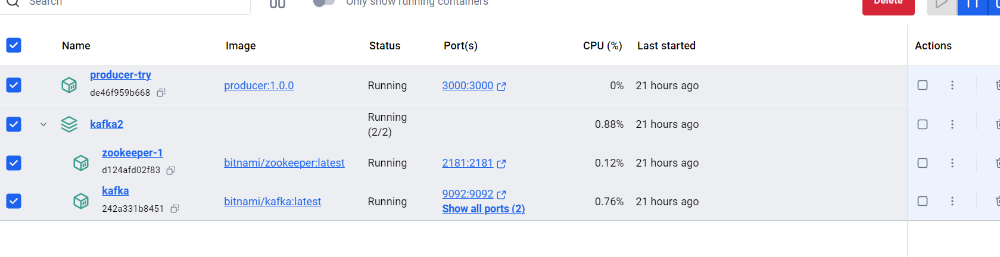 Search
Only show running containers
Delete
Name Image Status Port(s) CPU (%) Last started Actions
producer-try
de46f959b668
producer:1.0.0 Running 3000:3000 0% 21 hours ago
kafka2
Running
(2/2)
0.88% 21 hours ago
zookeeper-1
d124afd02f83
bitnami/zookeeper:latest Running 2181:2181 0.12% 21 hours ago
kafka
242a331b8451
bitnami/kafka:latest Running
9092:9092
Show all ports (2)
0.76% 21 hours ago